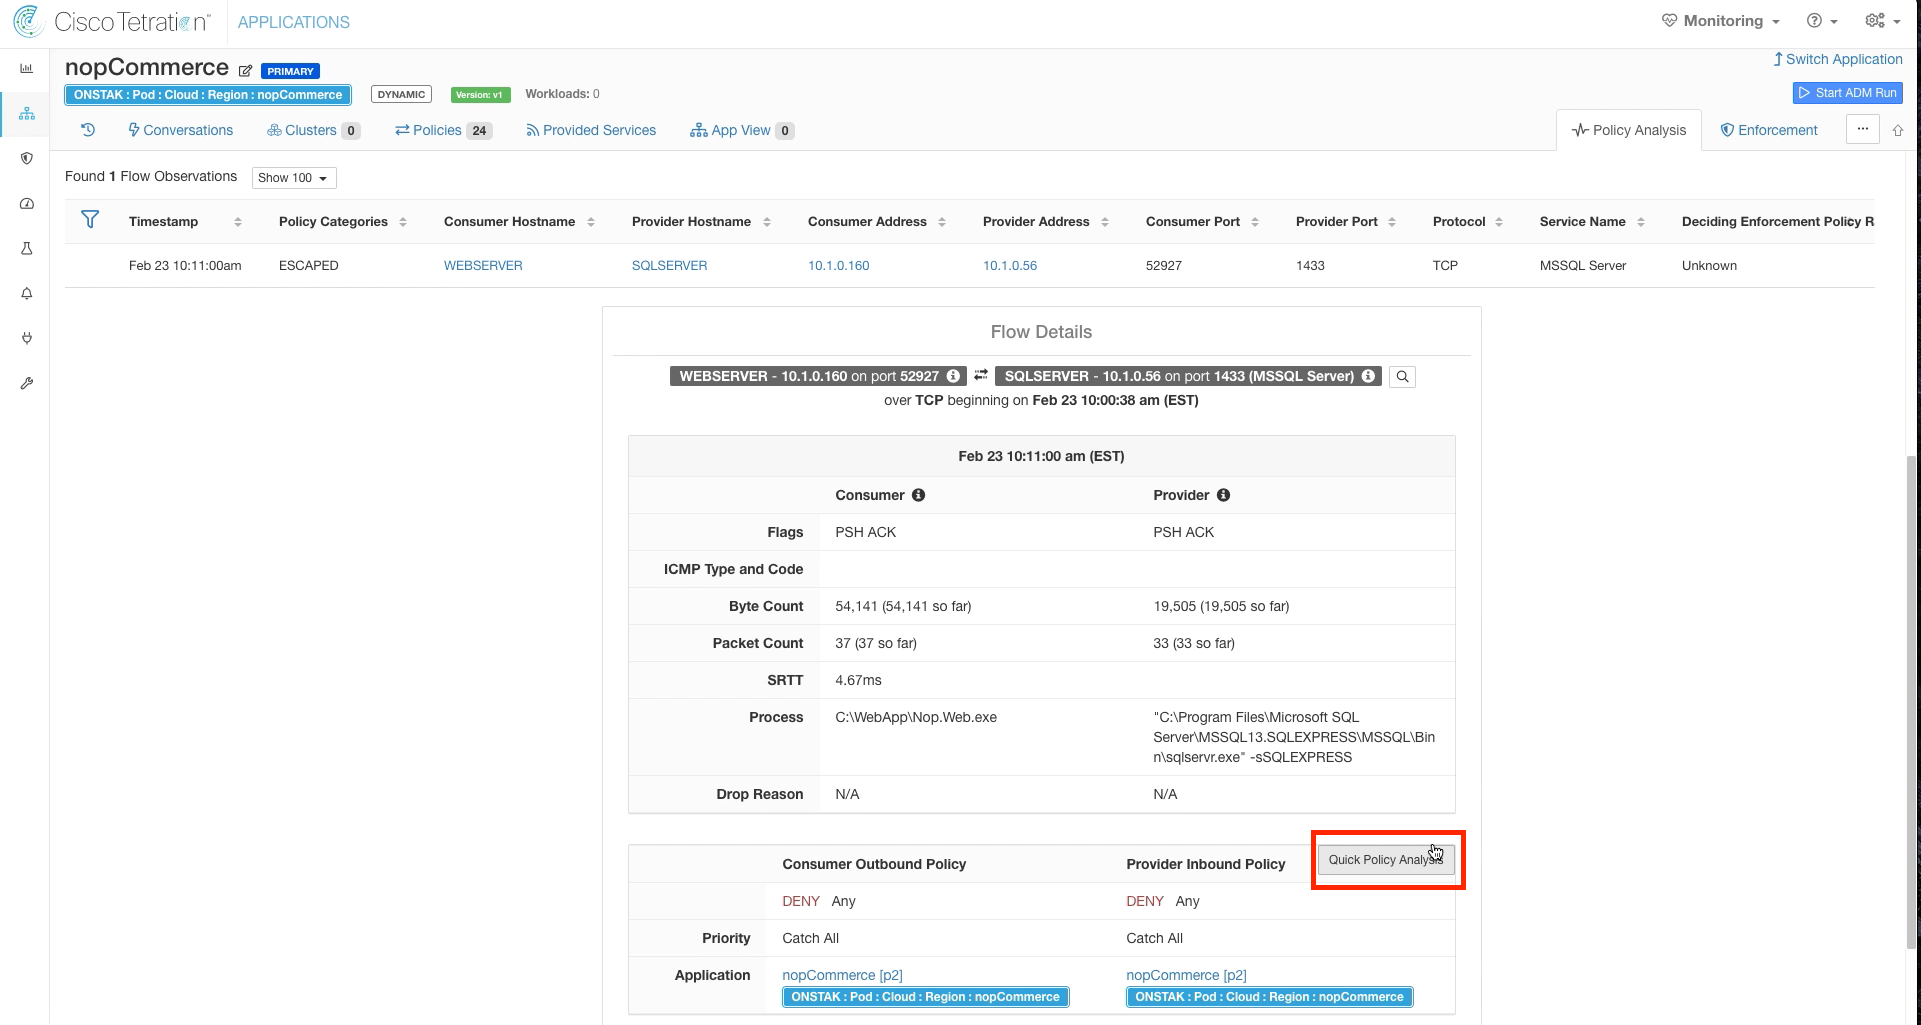 Cisco Tetration™ APPLICATIONS Monitoring
nopCommerce PRIMARY Switch Application
ONSTAK : Pod : Cloud : Region : nopCommerce DYNAMIC Version: v1 Workloads: 0 Start ADM Run
Conversations Clusters 0 Policies 24 Provided Services App View 0 Policy Analysis Enforcement ...
Found 1 Flow Observations Show 100
Timestamp Policy Categories Consumer Hostname Provider Hostname Consumer Address Provider Address Consumer Port Provider Port Protocol Service Name Deciding Enforcement Policy R
Feb 23 10:11:00am ESCAPED WEBSERVER SQLSERVER 10.1.0.160 10.1.0.56 52927 1433 TCP MSSQL Server Unknown
Flow Details
WEBSERVER - 10.1.0.160 on port 52927 SQLSERVER - 10.1.0.56 on port 1433 (MSSQL Server)
over TCP beginning on Feb 23 10:00:38 am (EST)
Feb 23 10:11:00 am (EST)
Consumer Provider
Flags PSH ACK PSH ACK
ICMP Type and Code
Byte Count 54,141 (54,141 so far) 19,505 (19,505 so far)
Packet Count 37 (37 so far) 33 (33 so far)
SRTT 4.67ms
Process C:\WebApp\Nop.Web.exe "C:\Program Files\Microsoft SQL
Server\MSSQL13.SQLEXPRESS\MSSQL\Bin
n\sqlservr.exe" -sSQLEXPRESS
Drop Reason N/A N/A
Consumer Outbound Policy Provider Inbound Policy Quick Policy Analysis
DENY Any DENY Any
Priority Catch All Catch All
Application nopCommerce [p2] nopCommerce [p2]
ONSTAK : Pod : Cloud : Region : nopCommerce ONSTAK : Pod : Cloud : Region : nopCommerce